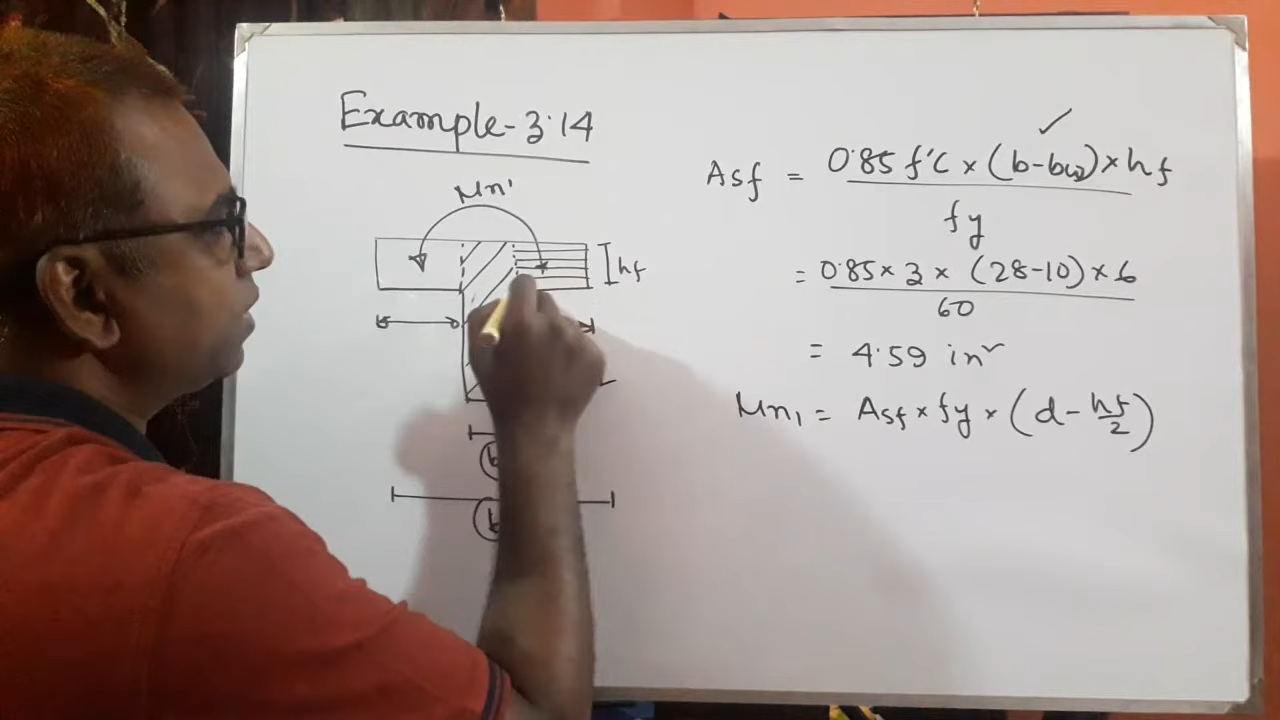 Example-3.14
Mn'
hf
b
b
Asf = 0.85 f'c × (b-bw) × hf
fy
= 0.85 × 3 × (28-10) × 6
60
= 4.59 in²
Mn₁ = Asf × fy × (d - hf/2)